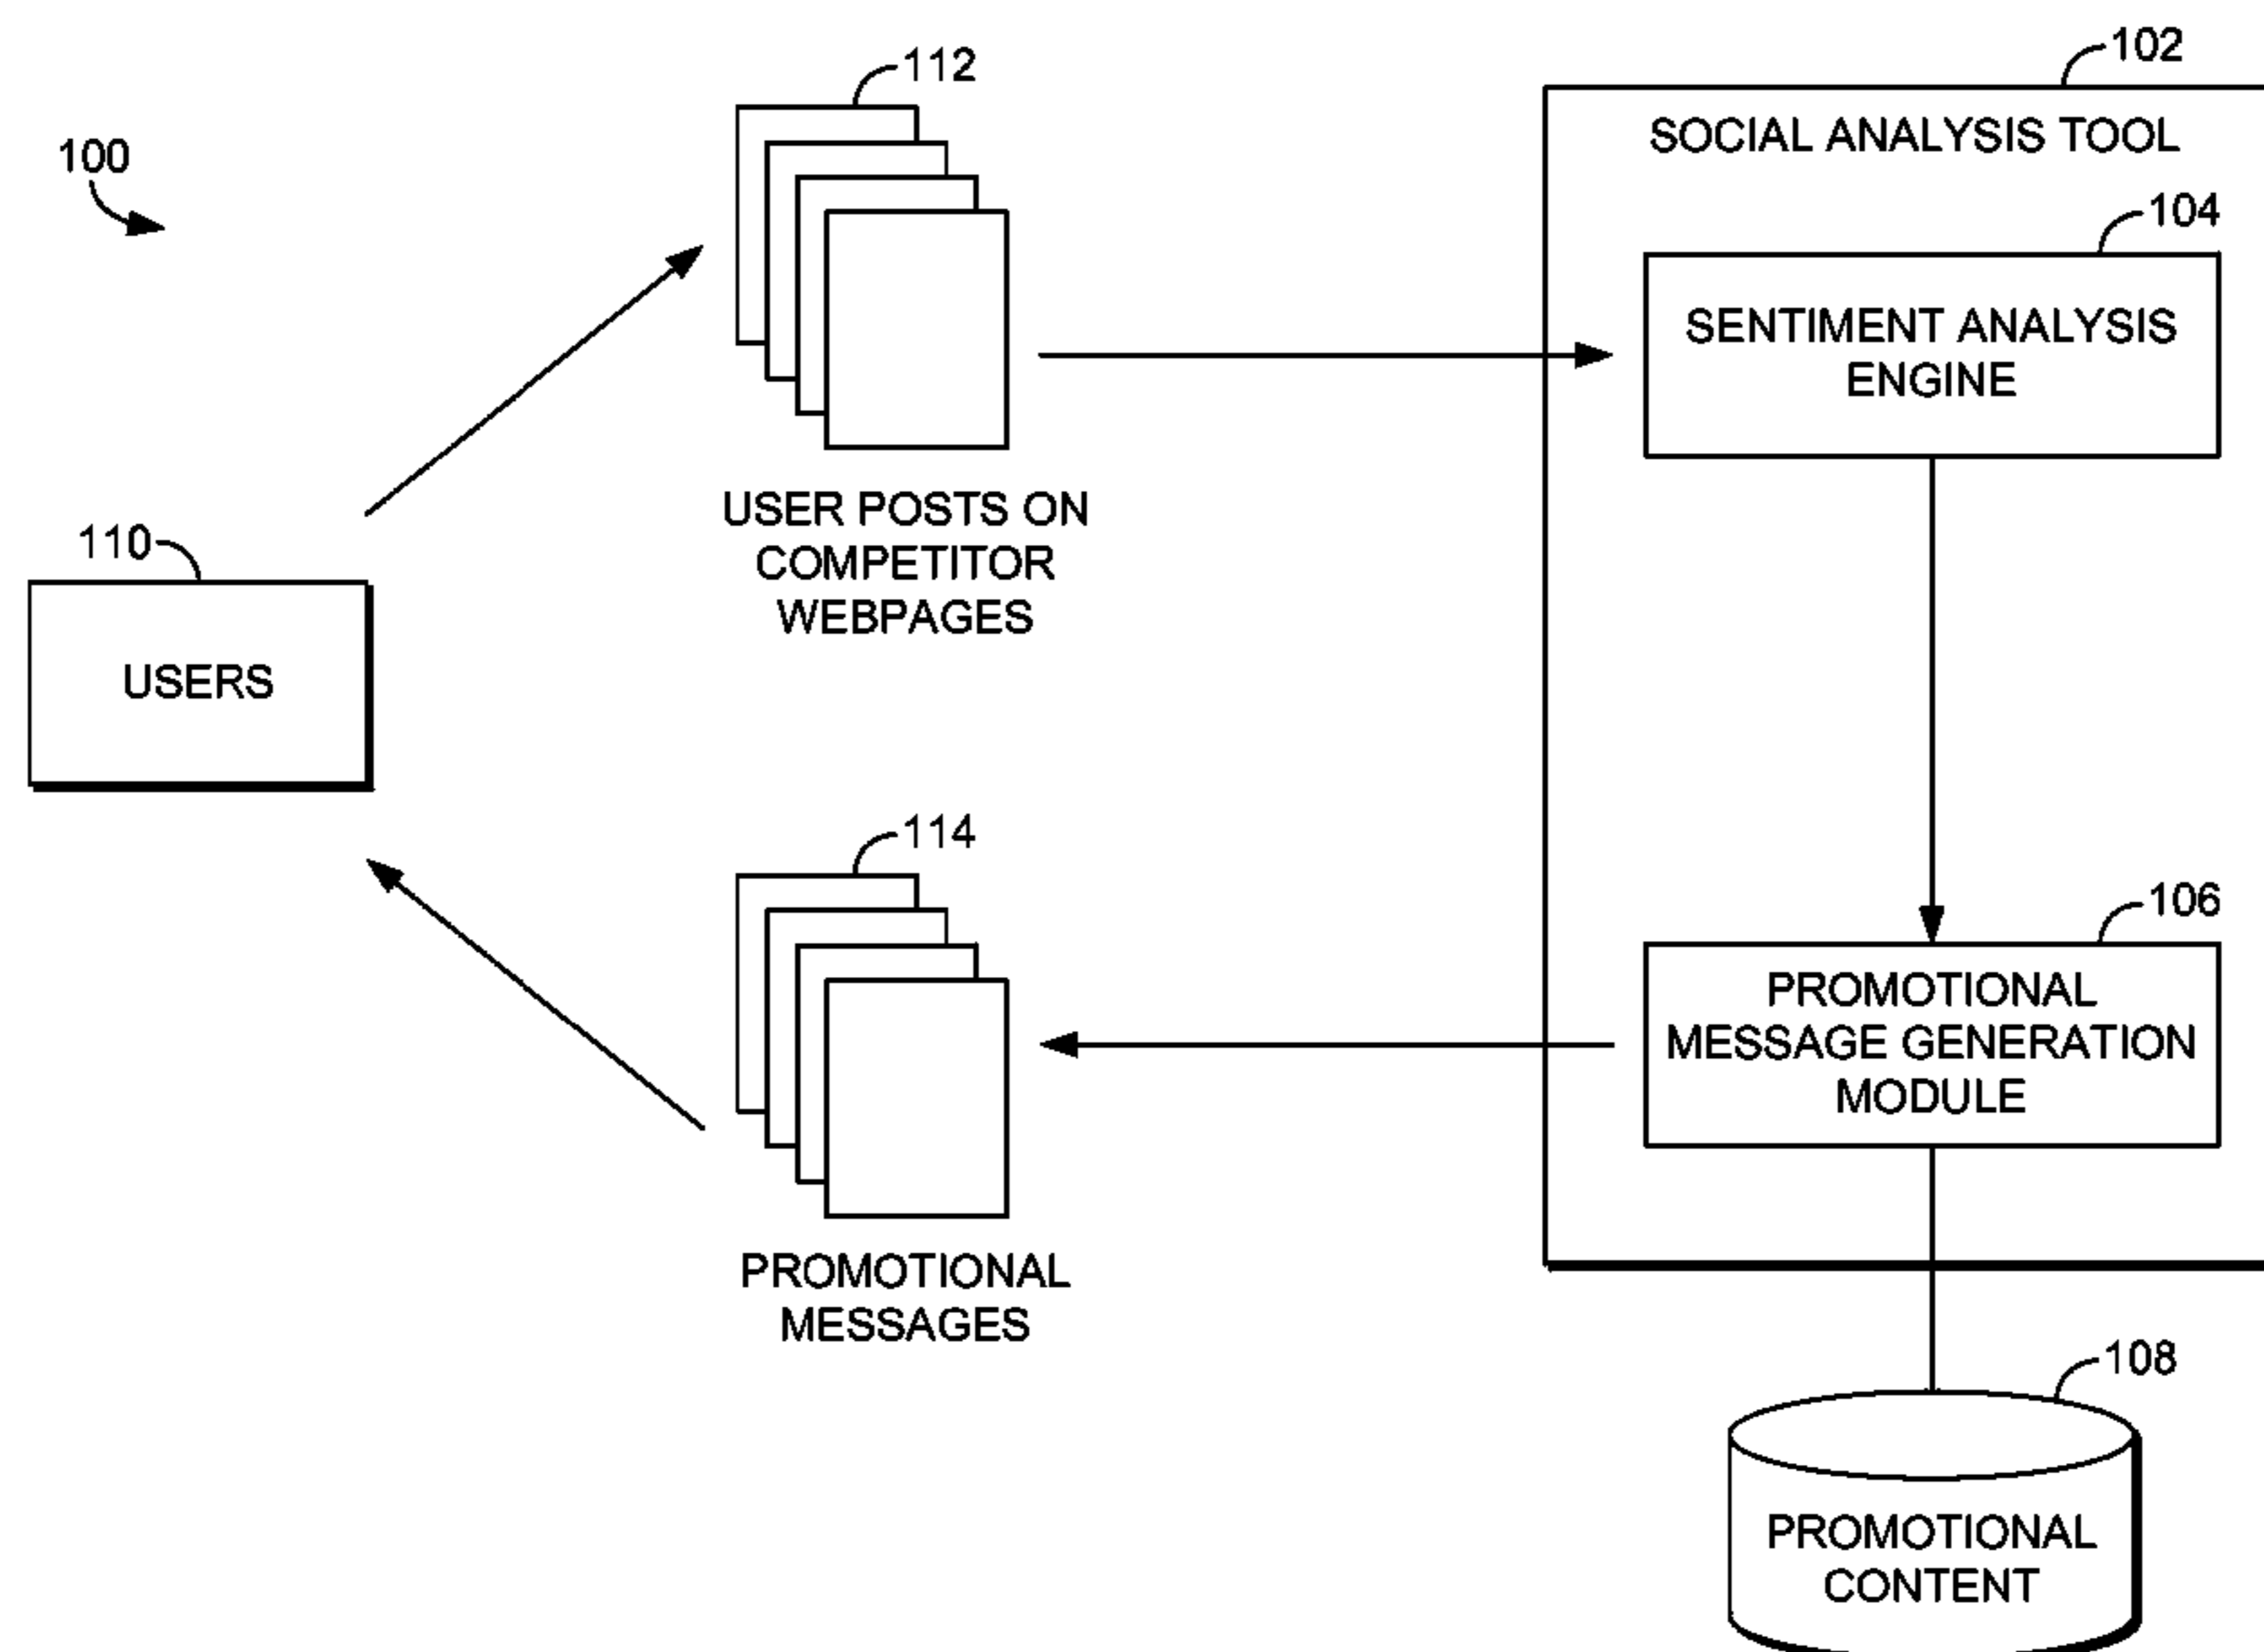 100
112
USER POSTS ON
COMPETITOR
WEBPAGES
102
SOCIAL ANALYSIS TOOL
104
SENTIMENT ANALYSIS
ENGINE
110
USERS
114
PROMOTIONAL
MESSAGES
106
PROMOTIONAL
MESSAGE GENERATION
MODULE
108
PROMOTIONAL
CONTENT